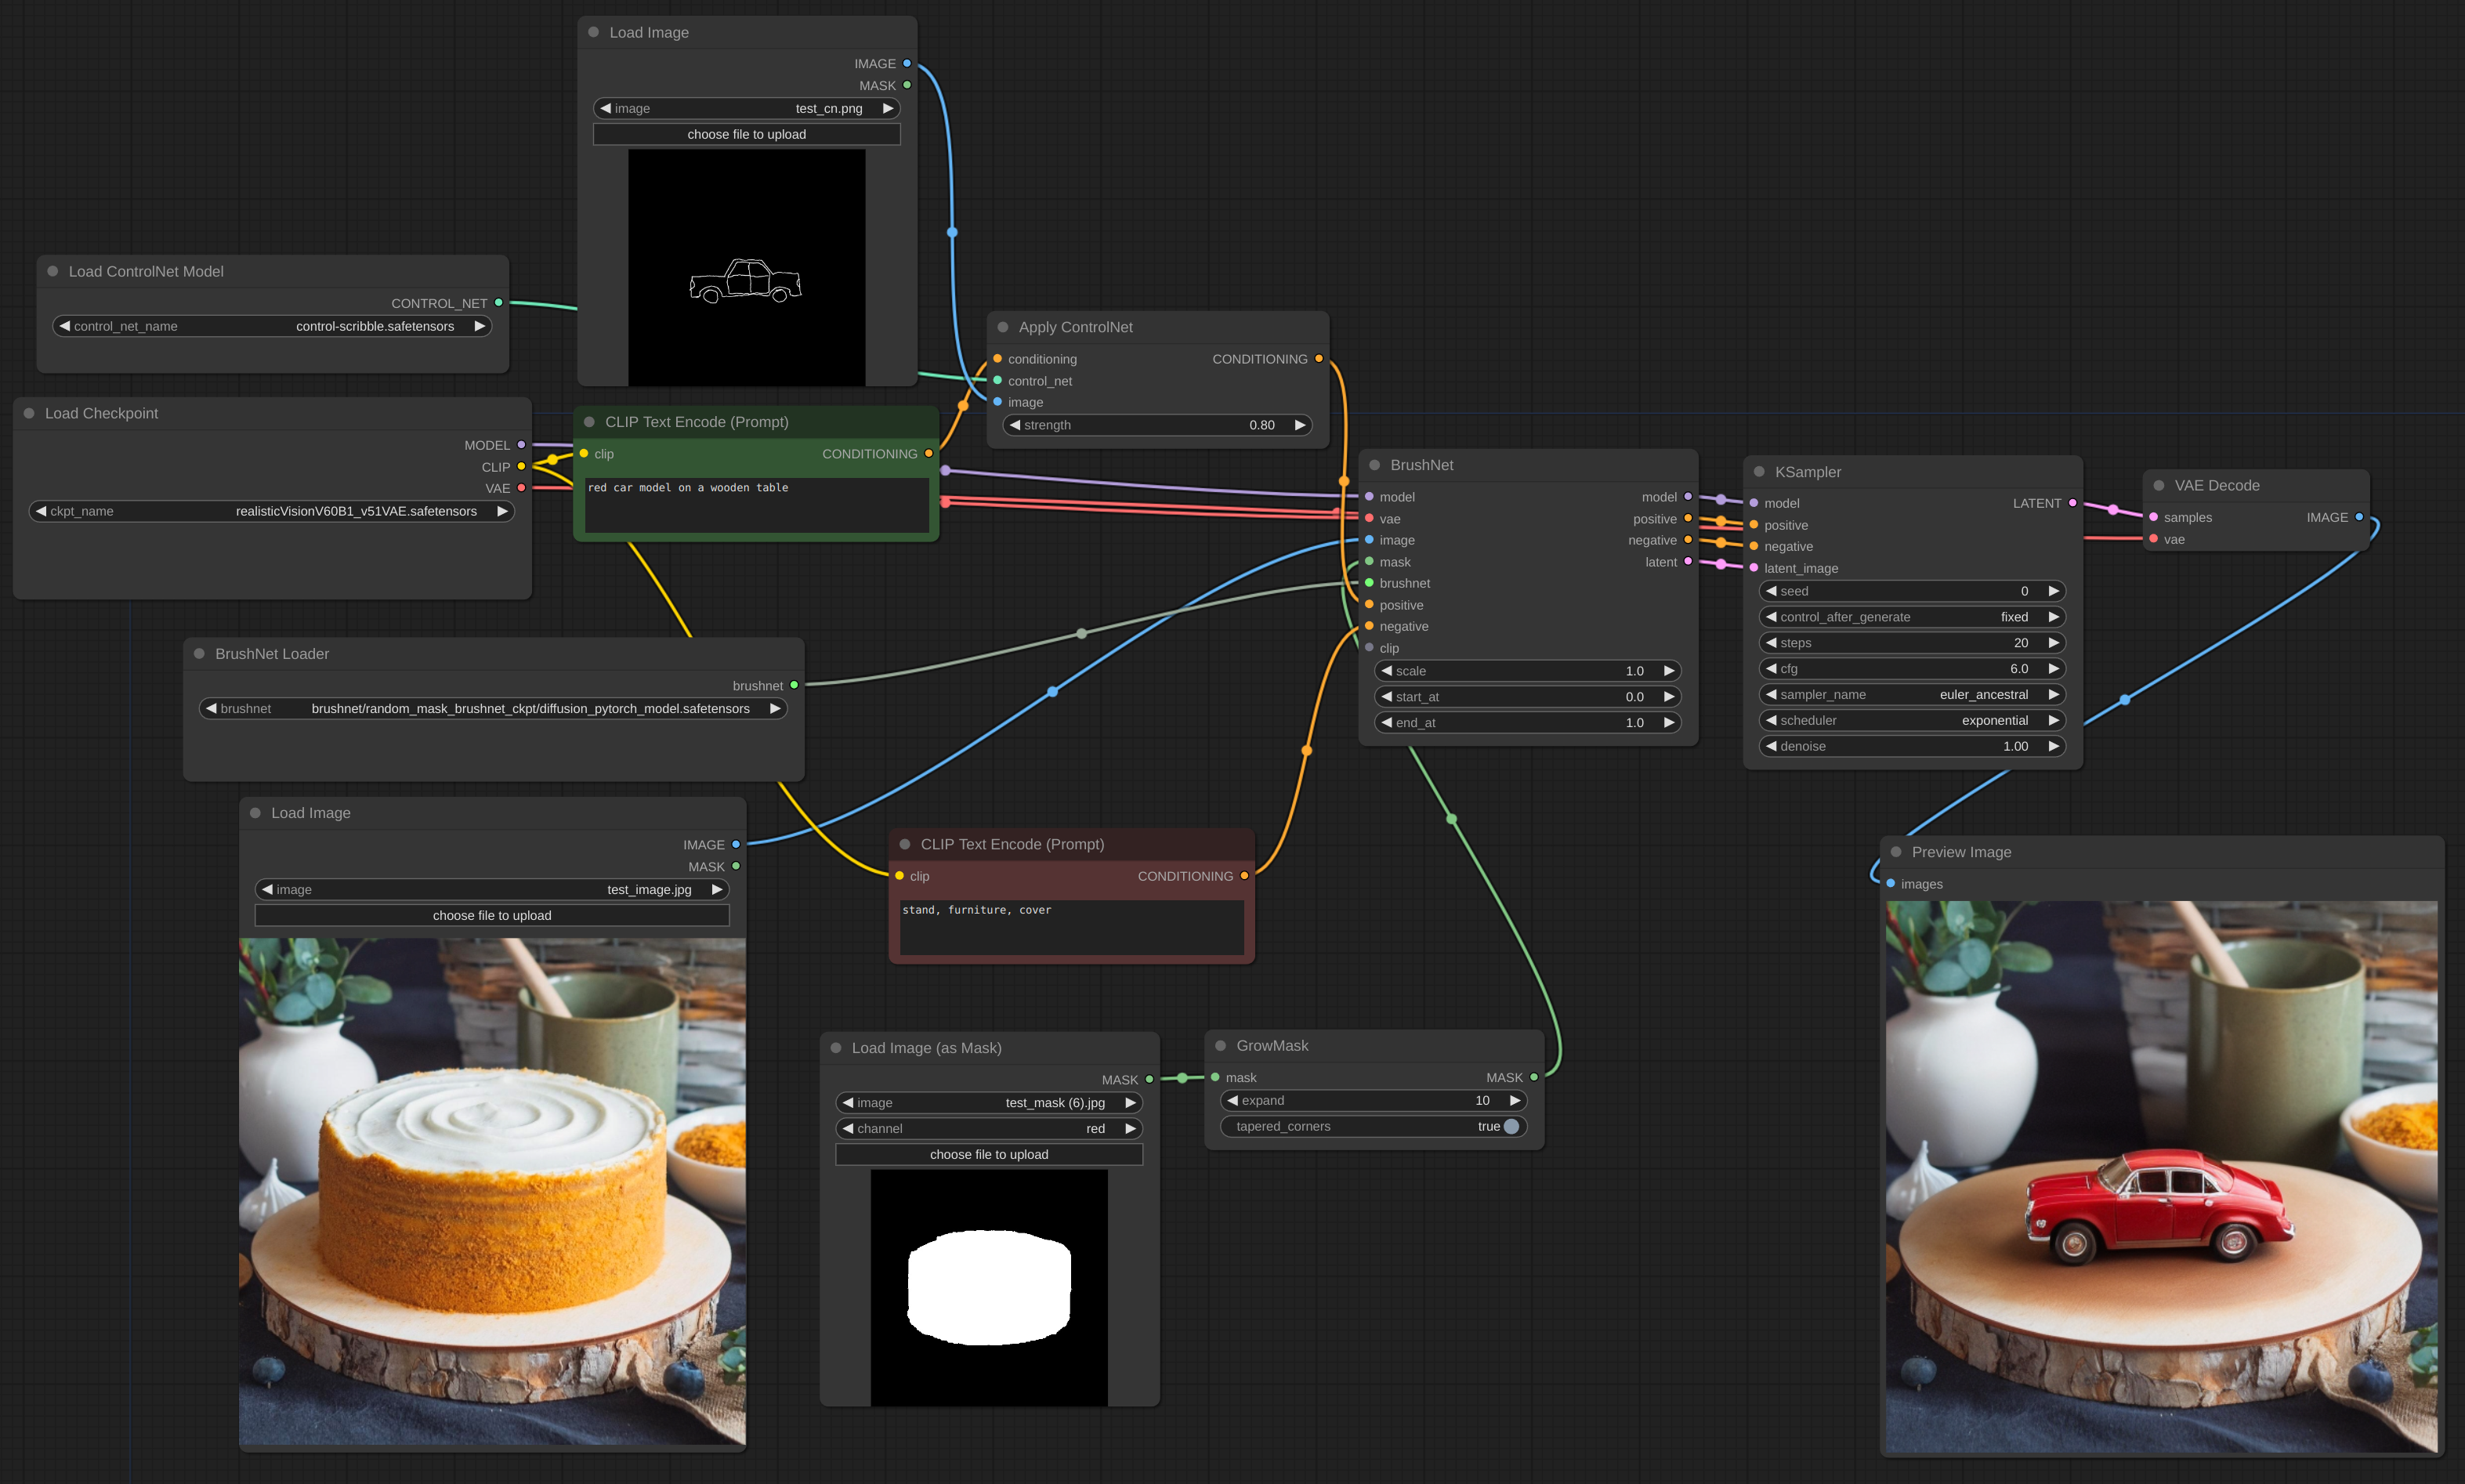 Load Image
IMAGE
MASK
image test_cn.png
choose file to upload
Load ControlNet Model
CONTROL_NET
control_net_name control-scribble.safetensors
Apply ControlNet
conditioning CONDITIONING
control_net
image
strength 0.80
Load Checkpoint
MODEL
CLIP
VAE
ckpt_name realisticVisionV60B1_v51VAE.safetensors
CLIP Text Encode (Prompt)
clip CONDITIONING
red car model on a wooden table
BrushNet
model model
vae positive
image negative
mask latent
brushnet
positive
negative
clip
scale 1.0
start_at 0.0
end_at 1.0
KSampler
model LATENT
positive
negative
latent_image
seed 0
control_after_generate fixed
steps 20
cfg 6.0
sampler_name euler_ancestral
scheduler exponential
denoise 1.00
VAE Decode
samples IMAGE
vae
BrushNet Loader
brushnet
brushnet brushnet/random_mask_brushnet_ckpt/diffusion_pytorch_model.safetensors
Load Image
IMAGE
MASK
image test_image.jpg
choose file to upload
CLIP Text Encode (Prompt)
clip CONDITIONING
stand, furniture, cover
Preview Image
images
Load Image (as Mask)
MASK
image test_mask (6).jpg
channel red
choose file to upload
GrowMask
mask MASK
expand 10
tapered_corners true